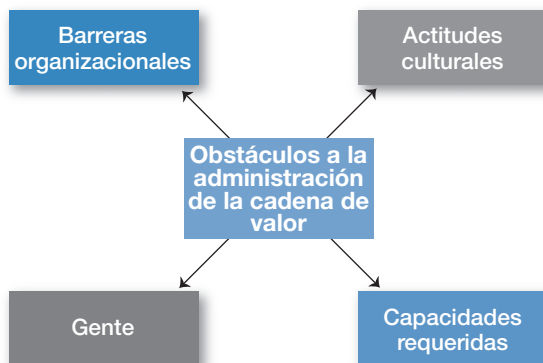 Barreras
organizacionales
Actitudes
culturales
Obstáculos a la
administración
de la cadena de
valor
Gente
Capacidades
requeridas